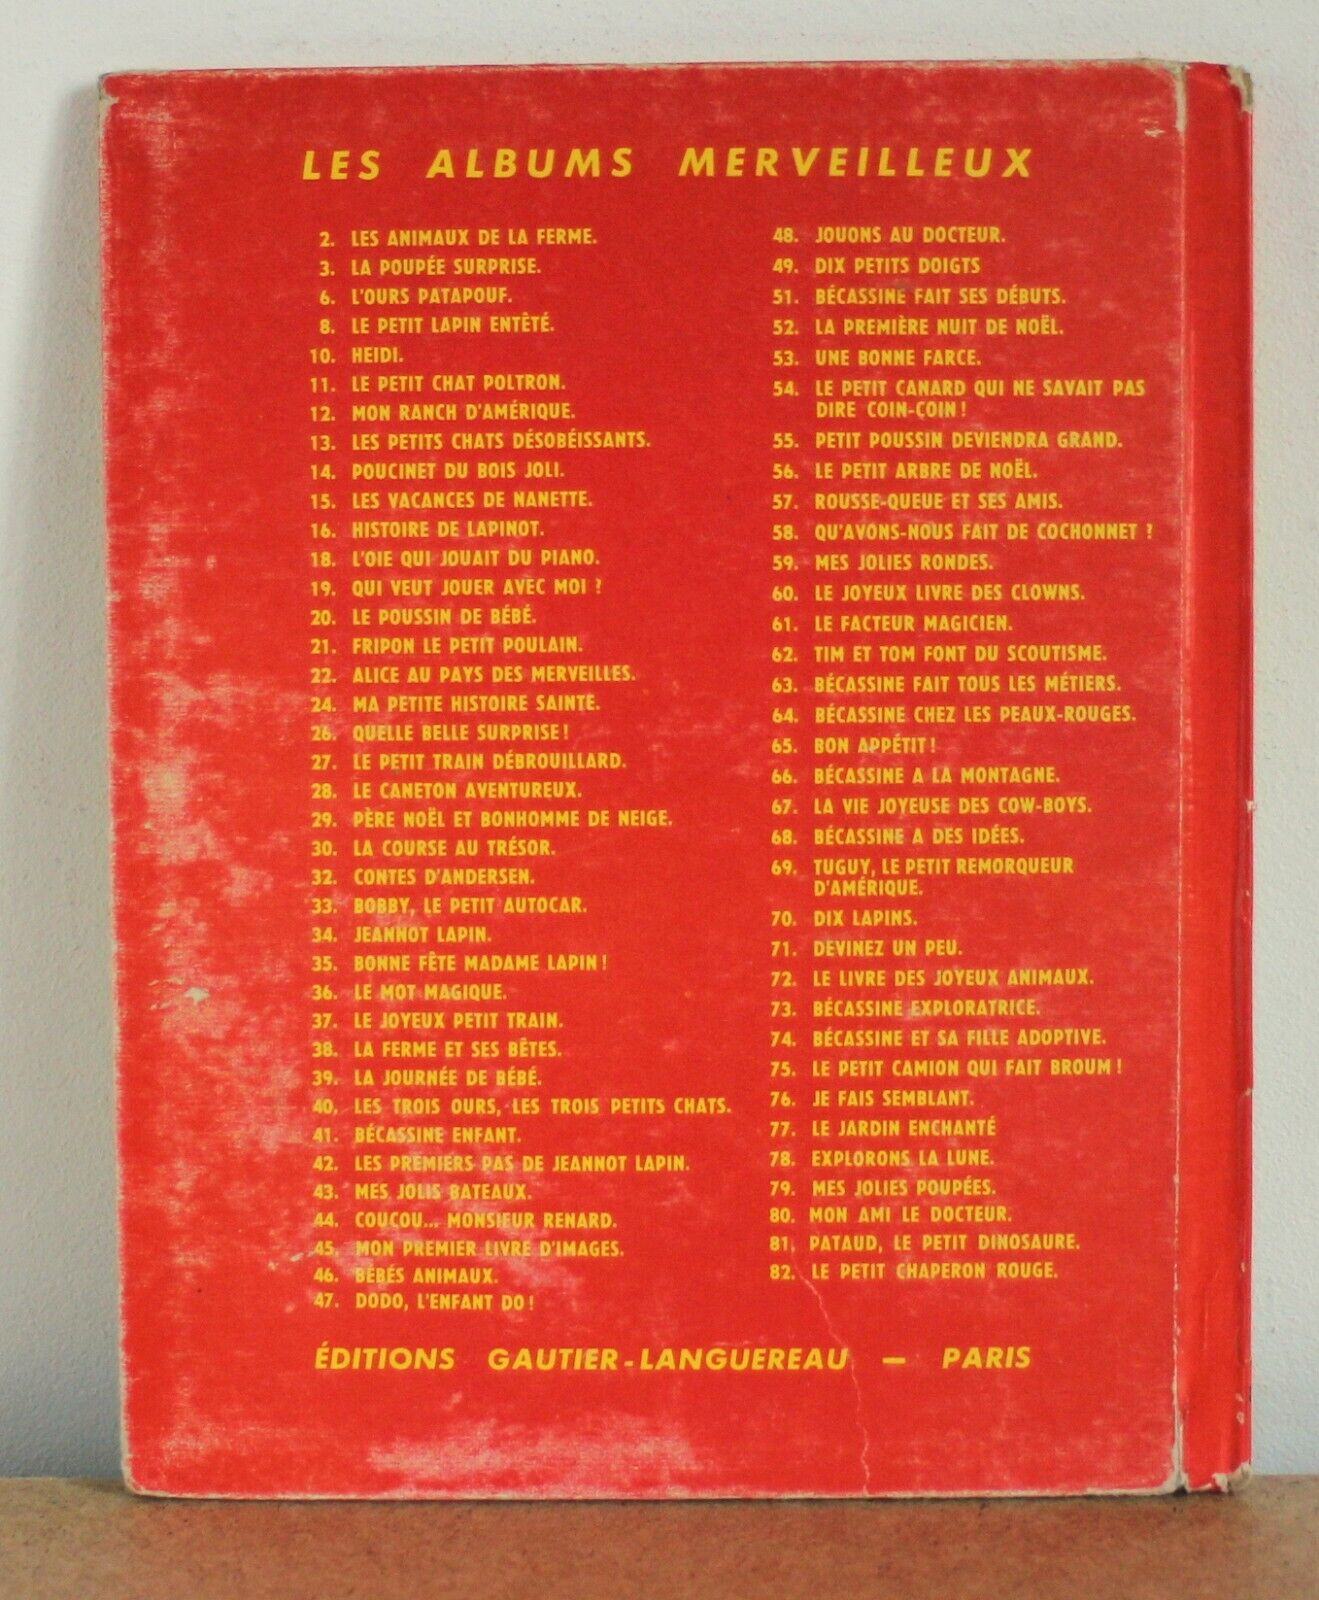 LES ALBUMS MERVEILLEUX
2. LES ANIMAUX DE LA FERME.
3. LA POUPÉE SURPRISE.
6. L'OURS PATAPOUF.
8. LE PETIT LAPIN ENTÊTÉ.
10. HEIDI.
11. LE PETIT CHAT POLTRON.
12. MON RANCH D'AMÉRIQUE.
13. LES PETITS CHATS DÉSOBÉISSANTS.
14. POUCINET DU BOIS JOLI.
15. LES VACANCES DE NANETTE.
16. HISTOIRE DE LAPINOT.
18. L'OIE QUI JOUAIT DU PIANO.
19. QUI VEUT JOUER AVEC MOI ?
20. LE POUSSIN DE BÉBÉ.
21. FRIPON LE PETIT POULAIN.
22. ALICE AU PAYS DES MERVEILLES.
24. MA PETITE HISTOIRE SAINTE.
26. QUELLE BELLE SURPRISE !
27. LE PETIT TRAIN DÉBROUILLARD.
28. LE CANETON AVENTUREUX.
29. PÈRE NOËL ET BONHOMME DE NEIGE.
30. LA COURSE AU TRÉSOR.
32. CONTES D'ANDERSEN.
33. BOBBY, LE PETIT AUTOCAR.
34. JEANNOT LAPIN.
35. BONNE FÊTE MADAME LAPIN !
36. LE MOT MAGIQUE.
37. LE JOYEUX PETIT TRAIN.
38. LA FERME ET SES BÊTES.
39. LA JOURNÉE DE BÉBÉ.
40. LES TROIS OURS, LES TROIS PETITS CHATS.
41. BÉCASSINE ENFANT.
42. LES PREMIERS PAS DE JEANNOT LAPIN.
43. MES JOLIS BATEAUX.
44. COUCOU... MONSIEUR RENARD.
45. MON PREMIER LIVRE D'IMAGES.
46. BÉBÉS ANIMAUX.
47. DODO, L'ENFANT DO !
48. JOUONS AU DOCTEUR.
49. DIX PETITS DOIGTS
51. BÉCASSINE FAIT SES DÉBUTS.
52. LA PREMIÈRE NUIT DE NOËL.
53. UNE BONNE FARCE.
54. LE PETIT CANARD QUI NE SAVAIT PAS
DIRE COIN-COIN !
55. PETIT POUSSIN DEVIENDRA GRAND.
56. LE PETIT ARBRE DE NOËL.
57. ROUSSE-QUEUE ET SES AMIS.
58. QU'AVONS-NOUS FAIT DE COCHONNET ?
59. MES JOLIES RONDES.
60. LE JOYEUX LIVRE DES CLOWNS.
61. LE FACTEUR MAGICIEN.
62. TIM ET TOM FONT DU SCOUTISME.
63. BÉCASSINE FAIT TOUS LES MÉTIERS.
64. BÉCASSINE CHEZ LES PEAUX-ROUGES.
65. BON APPÉTIT !
66. BÉCASSINE A LA MONTAGNE.
67. LA VIE JOYEUSE DES COW-BOYS.
68. BÉCASSINE A DES IDÉES.
69. TUGUY, LE PETIT REMORQUEUR
D'AMÉRIQUE.
70. DIX LAPINS.
71. DEVINEZ UN PEU.
72. LE LIVRE DES JOYEUX ANIMAUX.
73. BÉCASSINE EXPLORATRICE.
74. BÉCASSINE ET SA FILLE ADOPTIVE.
75. LE PETIT CAMION QUI FAIT BROUM !
76. JE FAIS SEMBLANT.
77. LE JARDIN ENCHANTÉ
78. EXPLORONS LA LUNE.
79. MES JOLIES POUPÉES.
80. MON AMI LE DOCTEUR.
81. PATAUD, LE PETIT DINOSAURE.
82. LE PETIT CHAPERON ROUGE.
ÉDITIONS GAUTIER-LANGUEREAU — PARIS